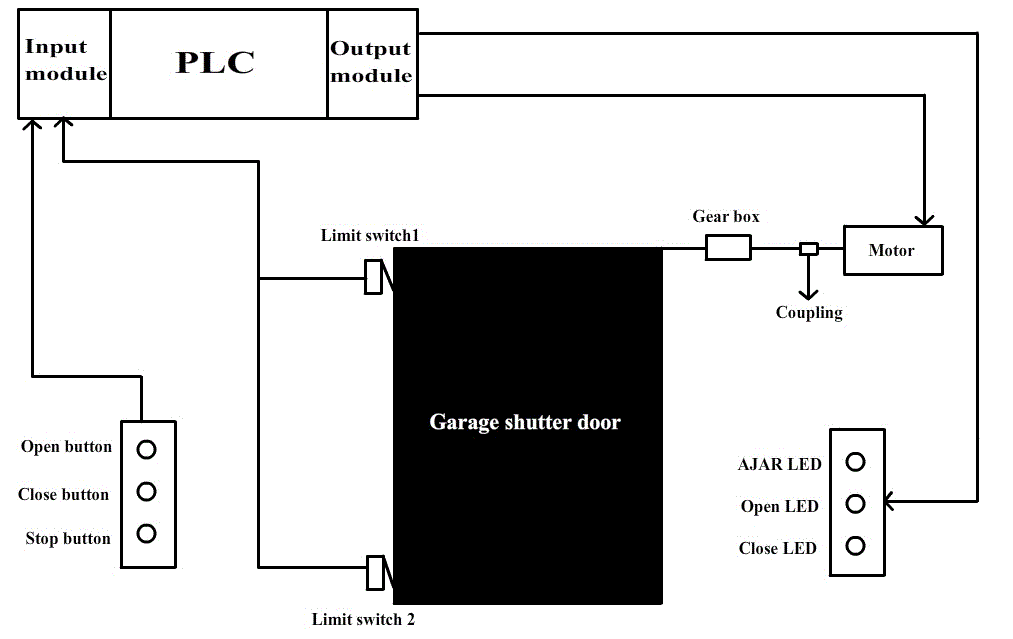 Input
module
PLC
Output
module
Gear box
Limit switch1
Motor
Coupling
Garage shutter door
Open button
Close button
Stop button
AJAR LED
Open LED
Close LED
Limit switch 2